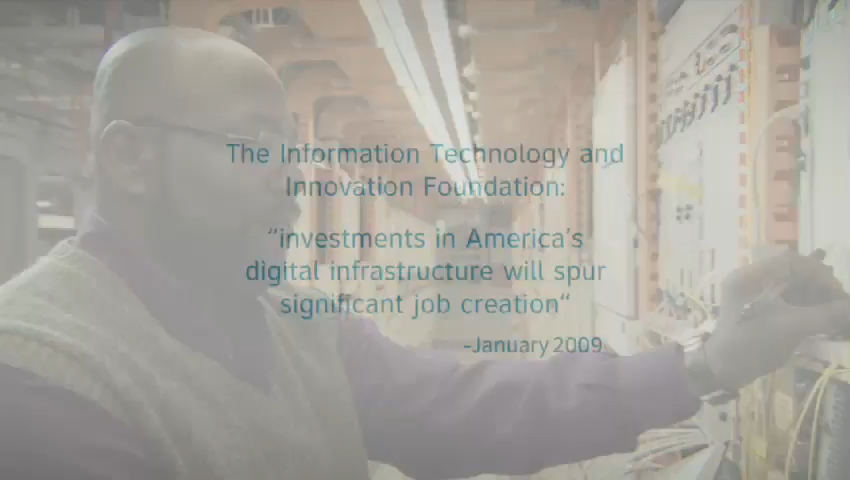 The Information Technology and
Innovation Foundation:
“investments in America's
digital infrastructure will spur
significant job creation“
-January 2009